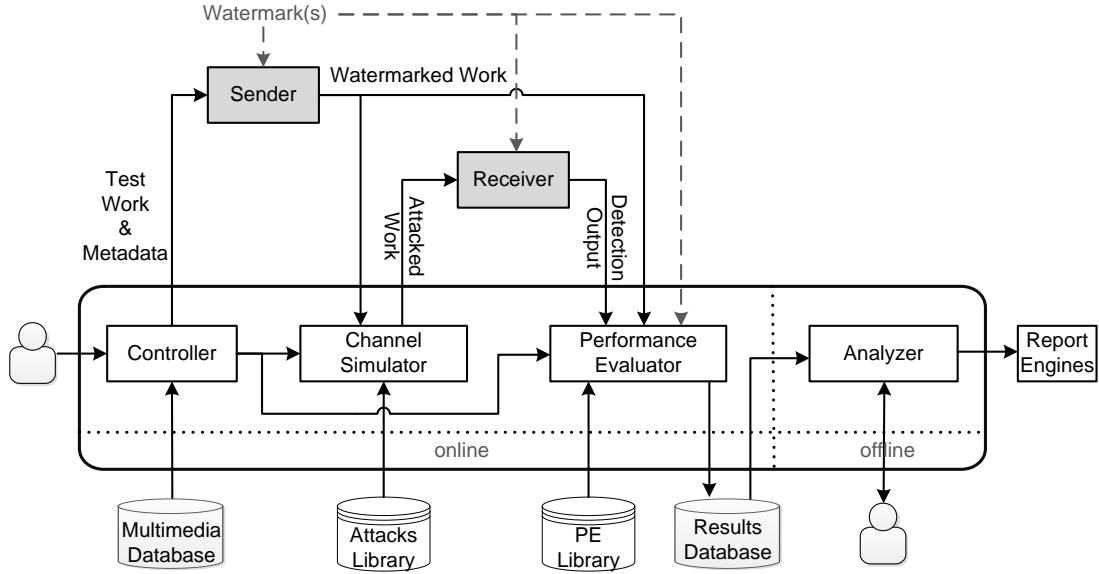 Watermark(s)
Watermarked Work
Sender
Receiver
Test
Work
&
Metadata
Attacked
Work
Detection
Output
Controller
Channel
Simulator
Performance
Evaluator
Analyzer
Report
Engines
online
offline
Multimedia
Database
Attacks
Library
PE
Library
Results
Database